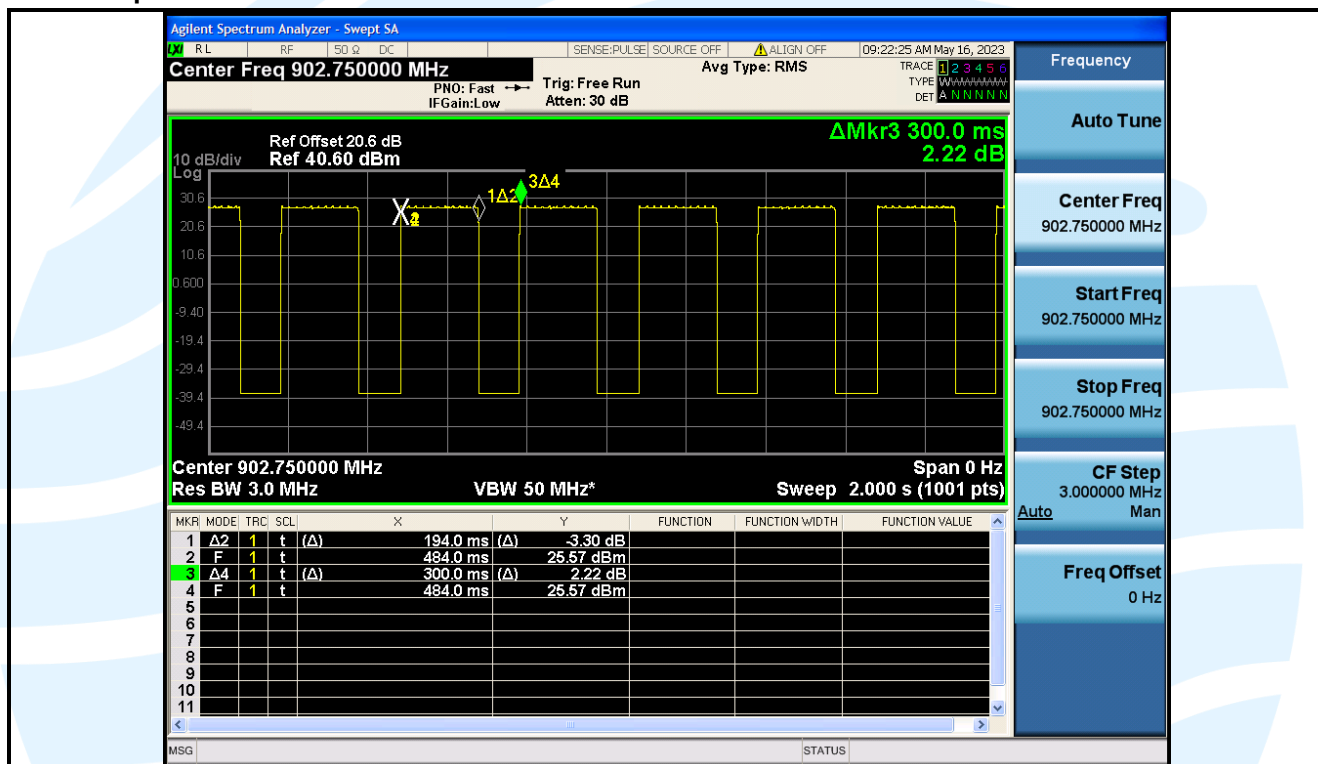 Agilent Spectrum Analyzer - Swept SA
LXI RL RF 50 Ω DC SENSE:PULSE SOURCE OFF ALIGN OFF 09:22:25 AM May 16, 2023
Center Freq 902.750000 MHz Avg Type: RMS TRACE 1 2 3 4 5 6
PNO: Fast Trig: Free Run TYPE WWWWWW
IFGain:Low Atten: 30 dB DET A N N N N N
ΔMkr3 300.0 ms
2.22 dB
Ref Offset 20.6 dB
10 dB/div Ref 40.60 dBm
Log
30.6
20.6
10.6
0.600
-9.40
-19.4
-29.4
-39.4
-49.4
1Δ2
3Δ4
Center 902.750000 MHz Span 0 Hz
Res BW 3.0 MHz VBW 50 MHz* Sweep 2.000 s (1001 pts)
MKR MODE TRC SCL X Y FUNCTION FUNCTION WIDTH FUNCTION VALUE
1 Δ2 1 t (Δ) 194.0 ms (Δ) -3.30 dB
2 F 1 t 484.0 ms 25.57 dBm
3 Δ4 1 t (Δ) 300.0 ms (Δ) 2.22 dB
4 F 1 t 484.0 ms 25.57 dBm
5
6
7
8
9
10
11
MSG STATUS
Frequency
Auto Tune
Center Freq
902.750000 MHz
Start Freq
902.750000 MHz
Stop Freq
902.750000 MHz
CF Step
3.000000 MHz
Auto Man
Freq Offset
0 Hz